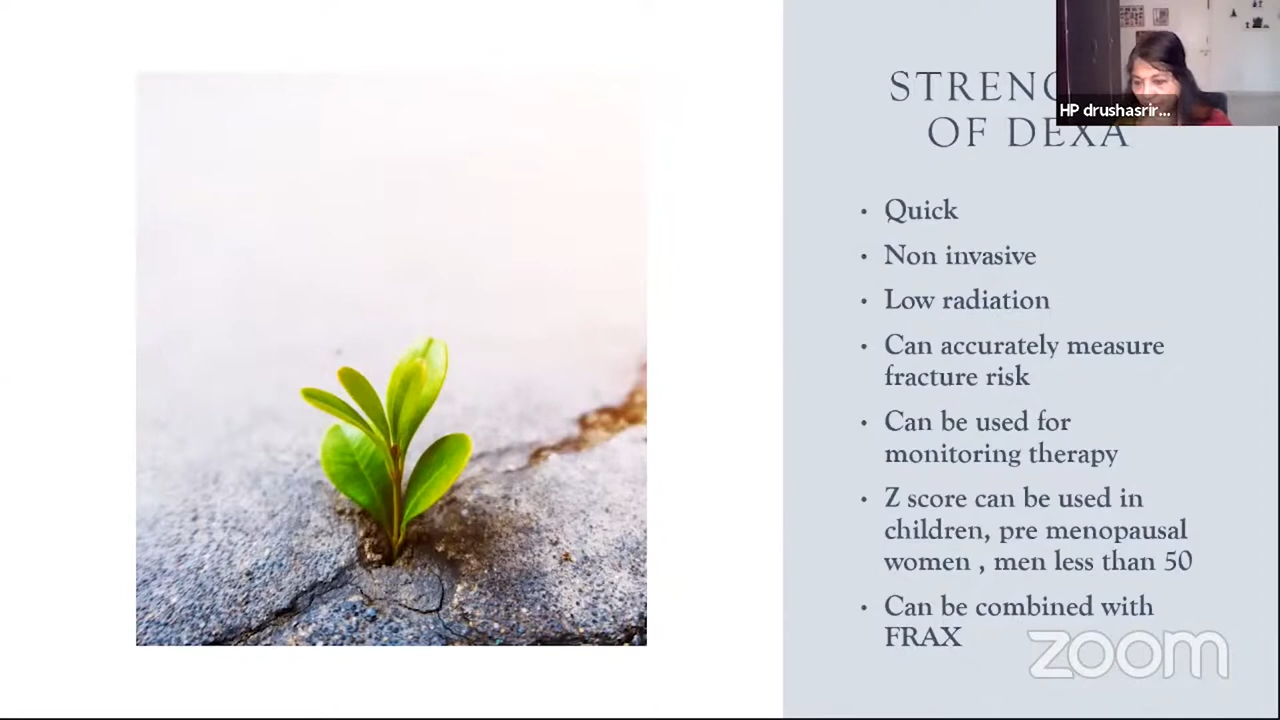 OF DEXA
HP drushasrir...
• Quick
• Non invasive
• Low radiation
• Can accurately measure
fracture risk
• Can be used for
monitoring therapy
• Z score can be used in
children, pre menopausal
women , men less than 50
• Can be combined with
FRAX
zoom